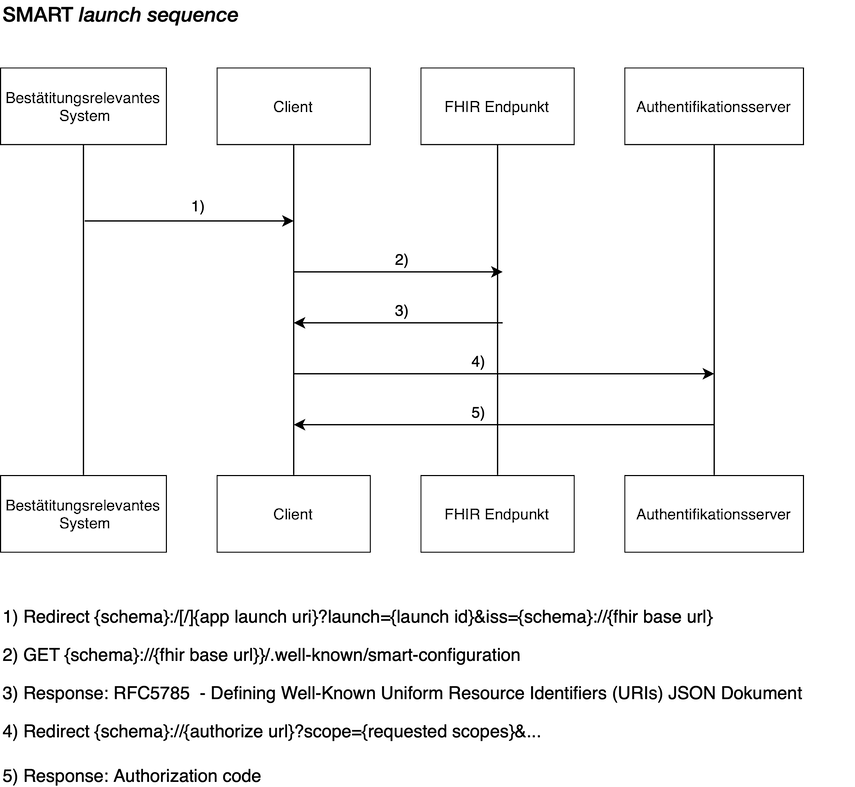 SMART launch sequence
Bestätitungsrelevantes
System
Client
FHIR Endpunkt
Authentifikationsserver
1)
2)
3)
4)
5)
Bestätitungsrelevantes
System
Client
FHIR Endpunkt
Authentifikationsserver
1) Redirect {schema}:/[/]{app launch uri}?launch={launch id}&iss={schema}://{fhir base url}
2) GET {schema}://{fhir base url}}/.well-known/smart-configuration
3) Response: RFC5785 - Defining Well-Known Uniform Resource Identifiers (URIs) JSON Dokument
4) Redirect {schema}://{authorize url}?scope={requested scopes}&...
5) Response: Authorization code